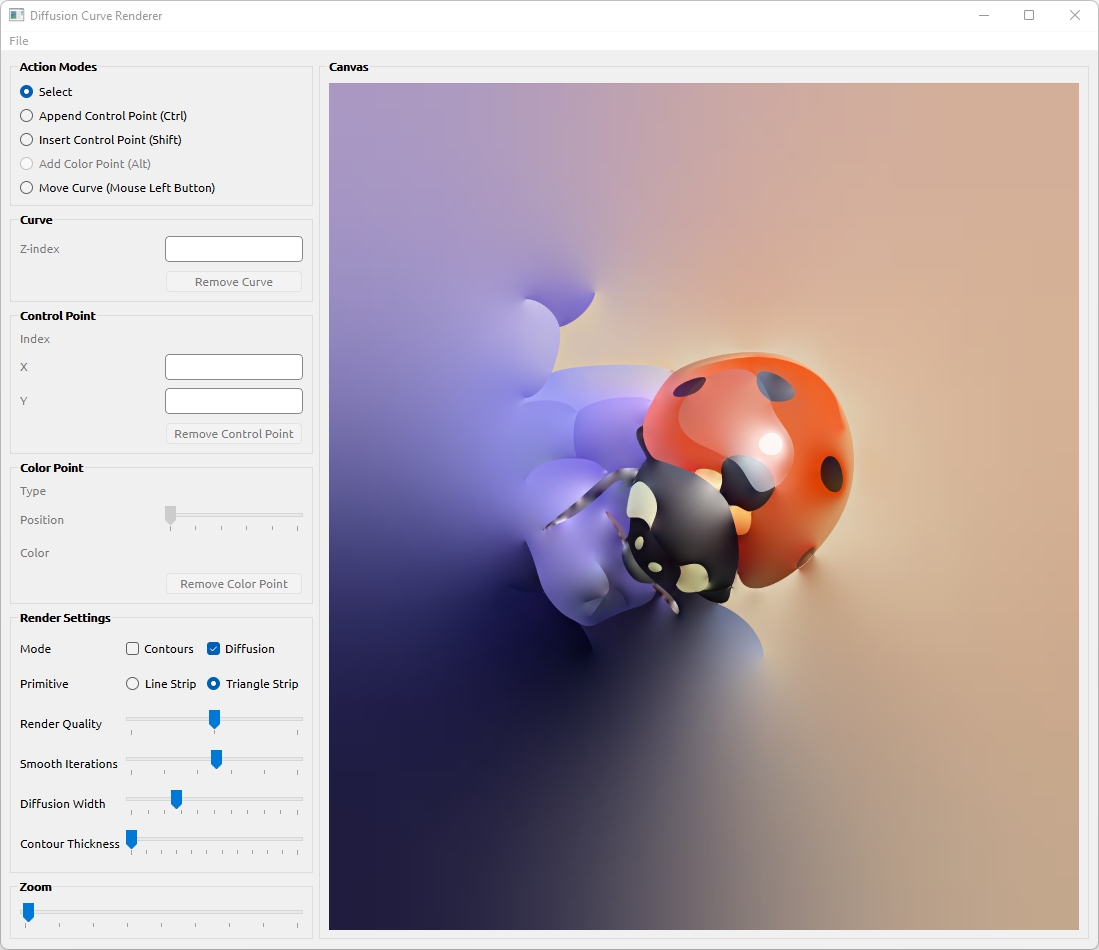 Diffusion Curve Renderer
File
Action Modes
Select
Append Control Point (Ctrl)
Insert Control Point (Shift)
Add Color Point (Alt)
Move Curve (Mouse Left Button)
Curve
Z-index
Remove Curve
Control Point
Index
X
Y
Remove Control Point
Color Point
Type
Position
Color
Remove Color Point
Render Settings
Mode Contours Diffusion
Primitive Line Strip Triangle Strip
Render Quality
Smooth Iterations
Diffusion Width
Contour Thickness
Zoom
Canvas